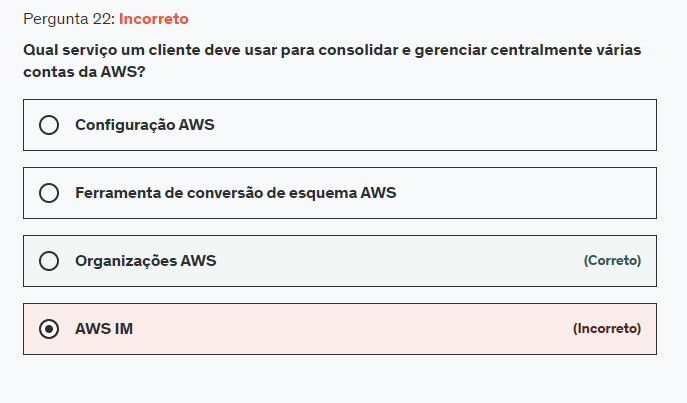 Pergunta 22: Incorreto
Qual serviço um cliente deve usar para consolidar e gerenciar centralmente várias
contas da AWS?
Configuração AWS
Ferramenta de conversão de esquema AWS
Organizações AWS (Correto)
AWS IM (Incorreto)